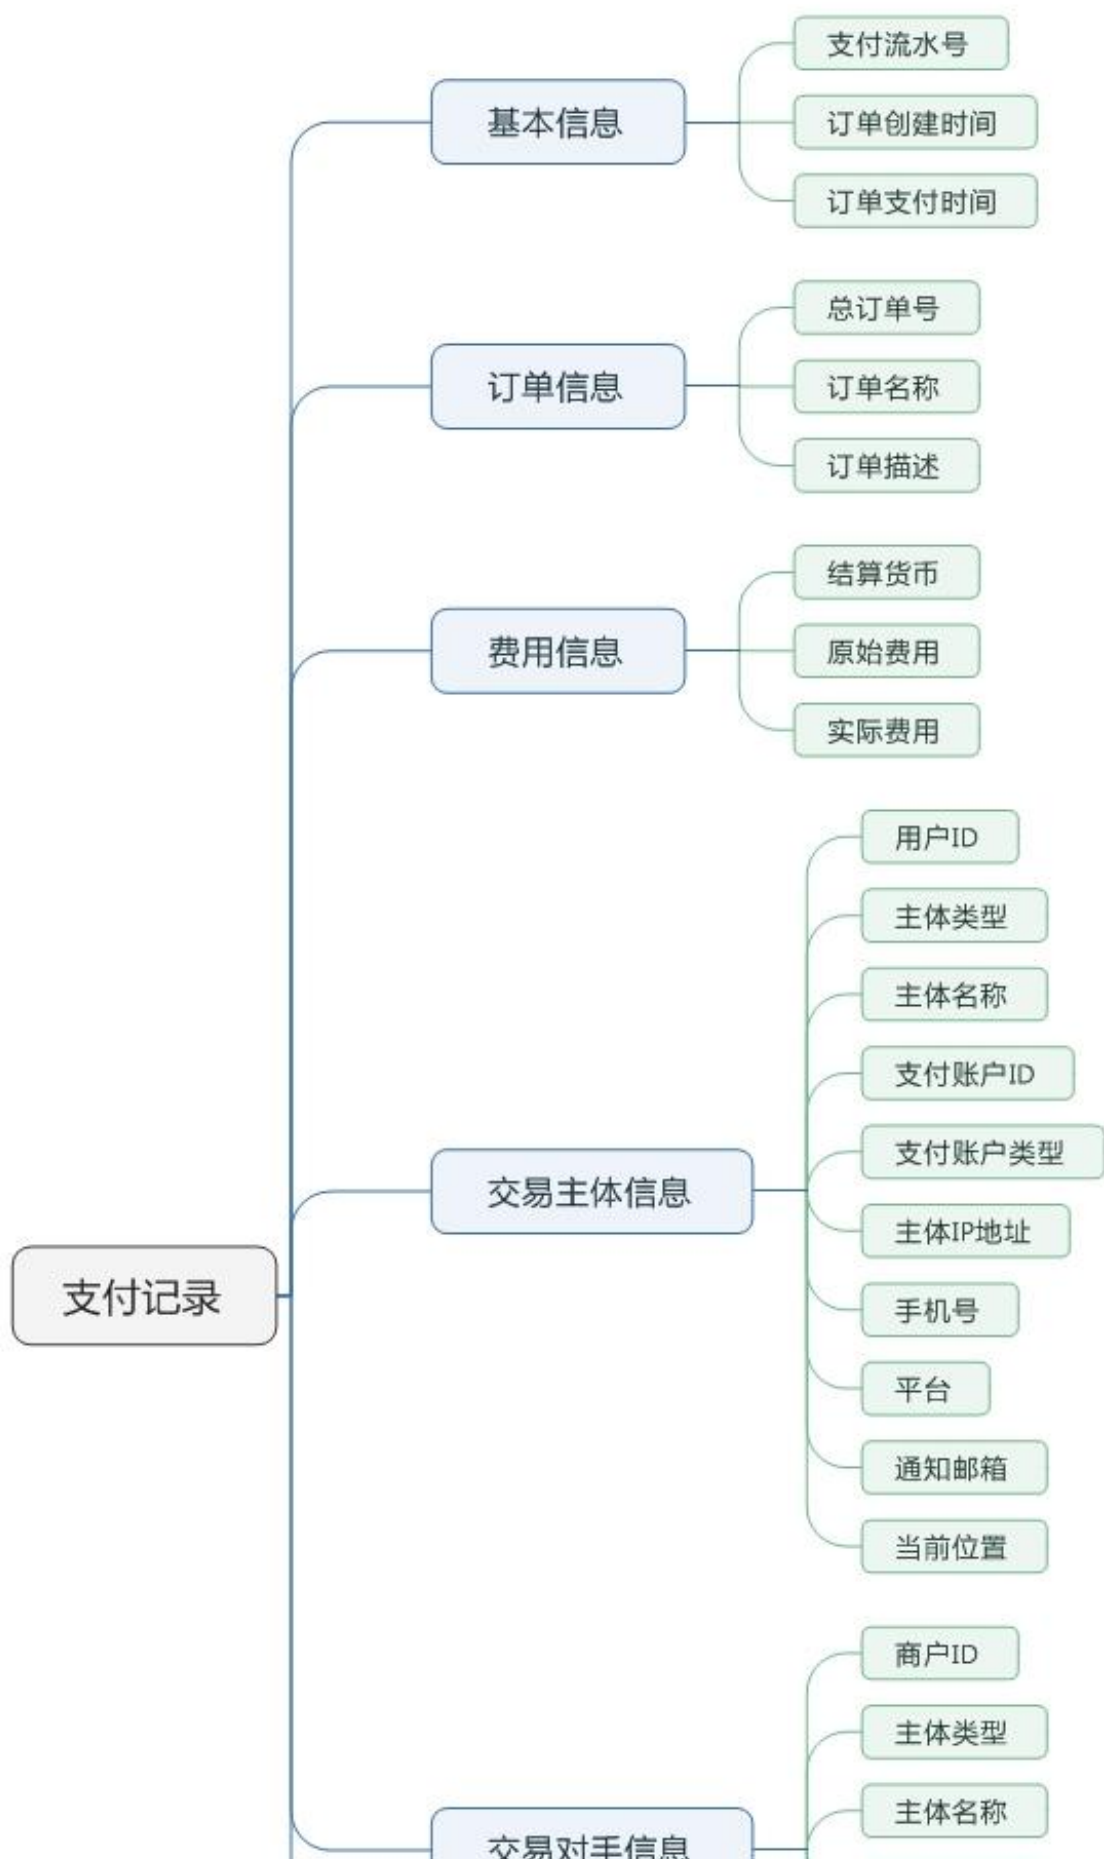 支付记录
基本信息
支付流水号
订单创建时间
订单支付时间
订单信息
总订单号
订单名称
订单描述
费用信息
结算货币
原始费用
实际费用
交易主体信息
用户ID
主体类型
主体名称
支付账户ID
支付账户类型
主体IP地址
手机号
平台
通知邮箱
当前位置
交易对手信息
商户ID
主体类型
主体名称